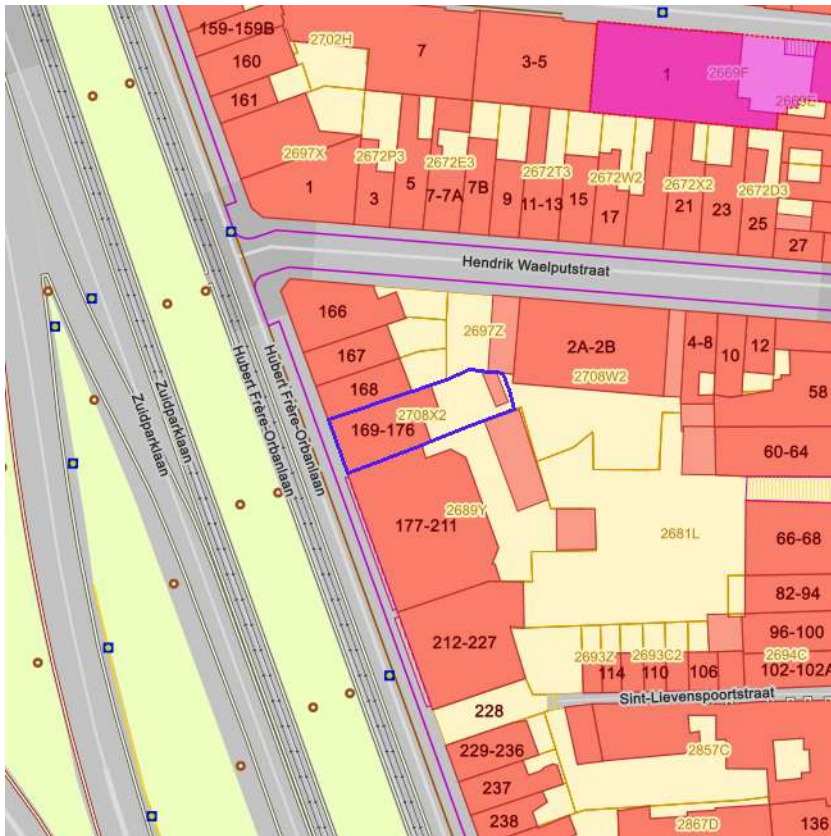 159-159B
2702H
7
3-5
1
2669F
160
2669E
161
2697X
2672P3
2672E3
2672T3
2672W2
2672X2
2672D3
1
3
5
7-7A
7B
9
11-13
15
17
21
23
25
27
Hendrik Waelputstraat
166
2697Z
2A-2B
4-8
10
12
167
168
2708W2
58
2708X2
169-176
60-64
Zuidparklaan
Zuidparklaan
Hubert Frère-Orbanlaan
Hubert Frère-Orbanlaan
2689Y
177-211
2681L
66-68
82-94
212-227
96-100
2693Z
2693C2
2694C
114
110
106
102-102A
Sint-Lievenspoortstraat
228
229-236
2857C
237
238
2867D
136